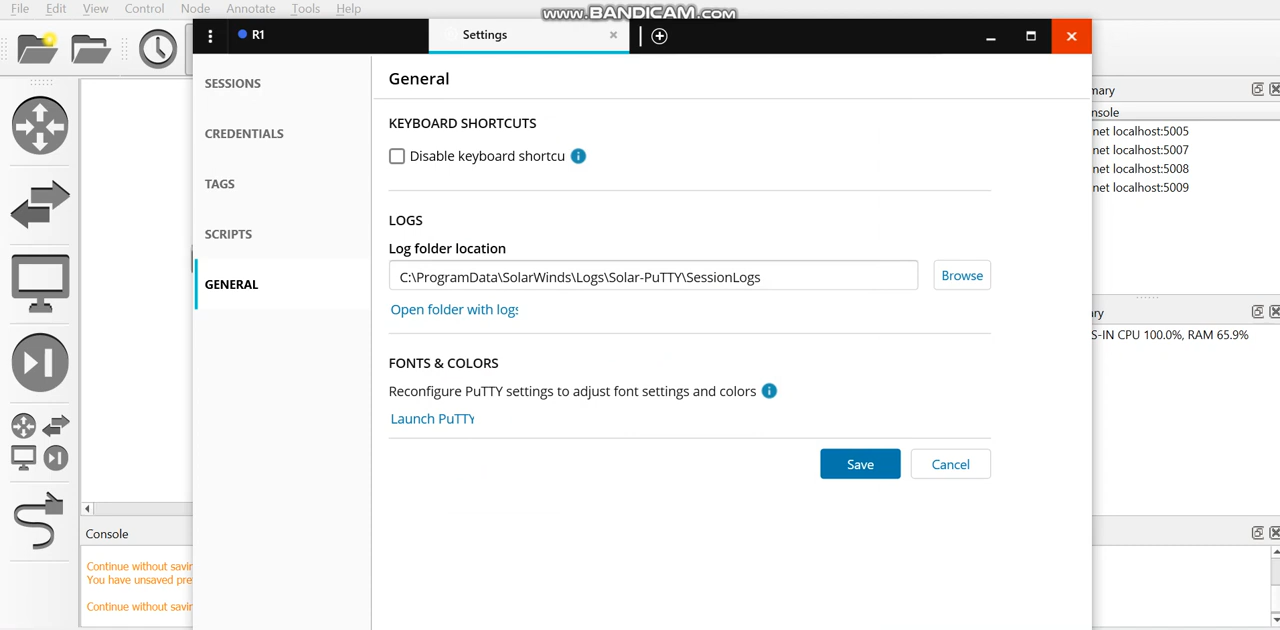 File Edit View Control Node Annotate Tools Help
www.BANDICAM.com
R1
Settings
SESSIONS
CREDENTIALS
TAGS
SCRIPTS
GENERAL
General
KEYBOARD SHORTCUTS
Disable keyboard shortcu
LOGS
Log folder location
C:\ProgramData\SolarWinds\Logs\Solar-PuTTY\SessionLogs
Browse
Open folder with logs
FONTS & COLORS
Reconfigure PuTTY settings to adjust font settings and colors
Launch PuTTY
Save
Cancel
mary
nsole
net localhost:5005
net localhost:5007
net localhost:5008
net localhost:5009
ry
S-IN CPU 100.0%, RAM 65.9%
Console
Continue without savin
You have unsaved pre
Continue without savin